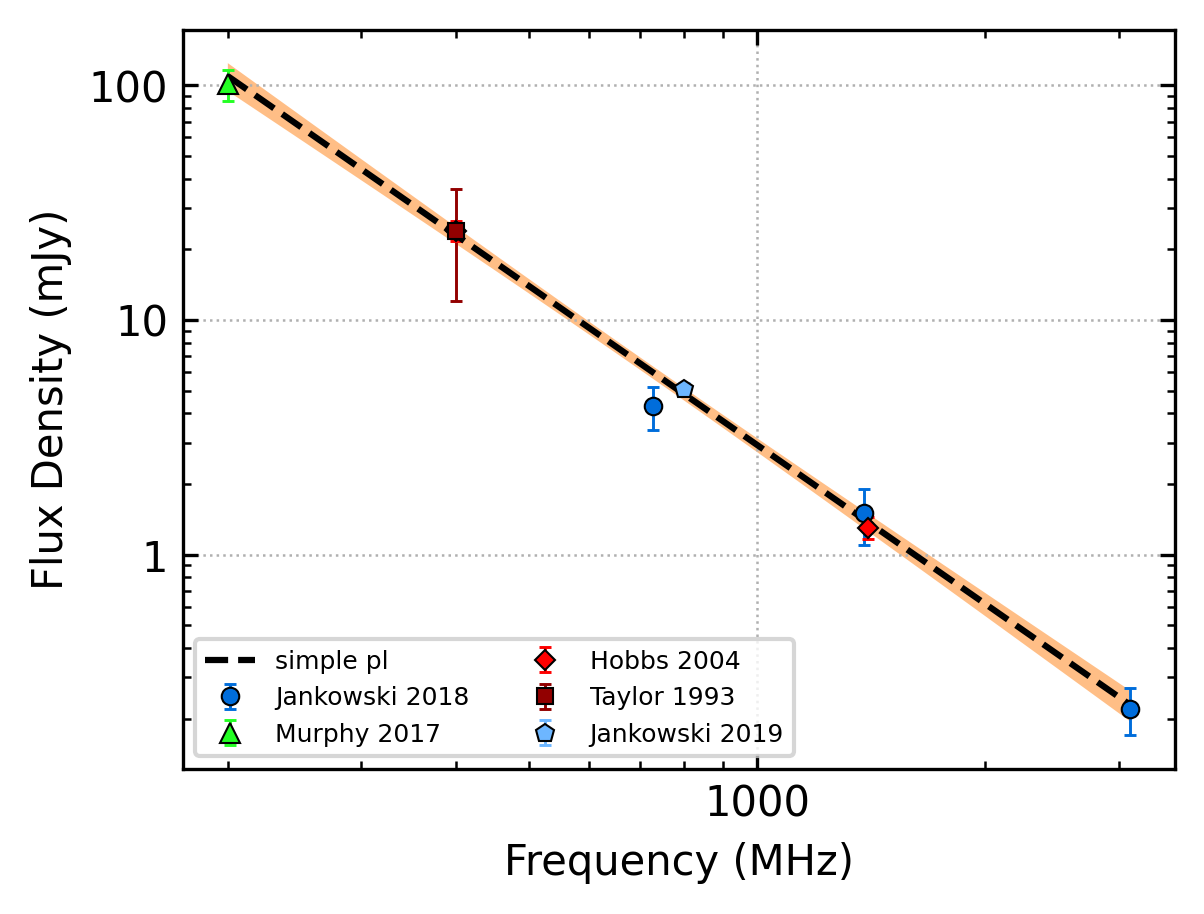 100
10
1
Flux Density (mJy)
simple pl
Jankowski 2018
Murphy 2017
Hobbs 2004
Taylor 1993
Jankowski 2019
1000
Frequency (MHz)